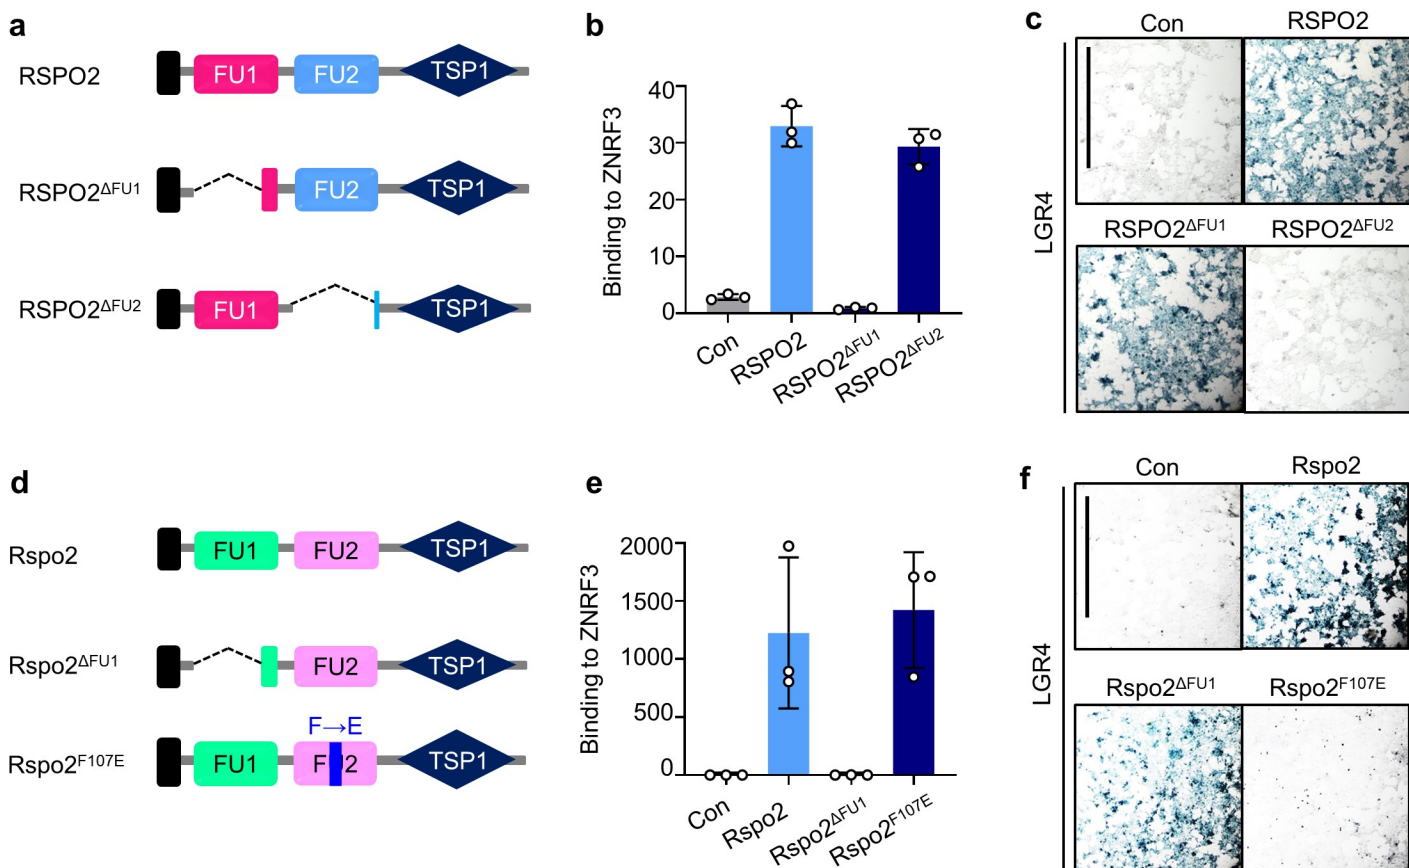 a
RSPO2
FU1
FU2
TSP1
RSPO2ΔFU1
FU2
TSP1
RSPO2ΔFU2
FU1
TSP1
b
Binding to ZNRF3
40
30
20
10
0
Con
RSPO2
RSPO2ΔFU1
RSPO2ΔFU2
c
Con
RSPO2
RSPO2ΔFU1
RSPO2ΔFU2
LGR4
d
Rspo2
FU1
FU2
TSP1
Rspo2ΔFU1
FU2
TSP1
F→E
Rspo2F107E
FU1
FU2
TSP1
e
Binding to ZNRF3
2000
1500
1000
500
0
Con
Rspo2
Rspo2ΔFU1
Rspo2F107E
f
Con
Rspo2
Rspo2ΔFU1
Rspo2F107E
LGR4